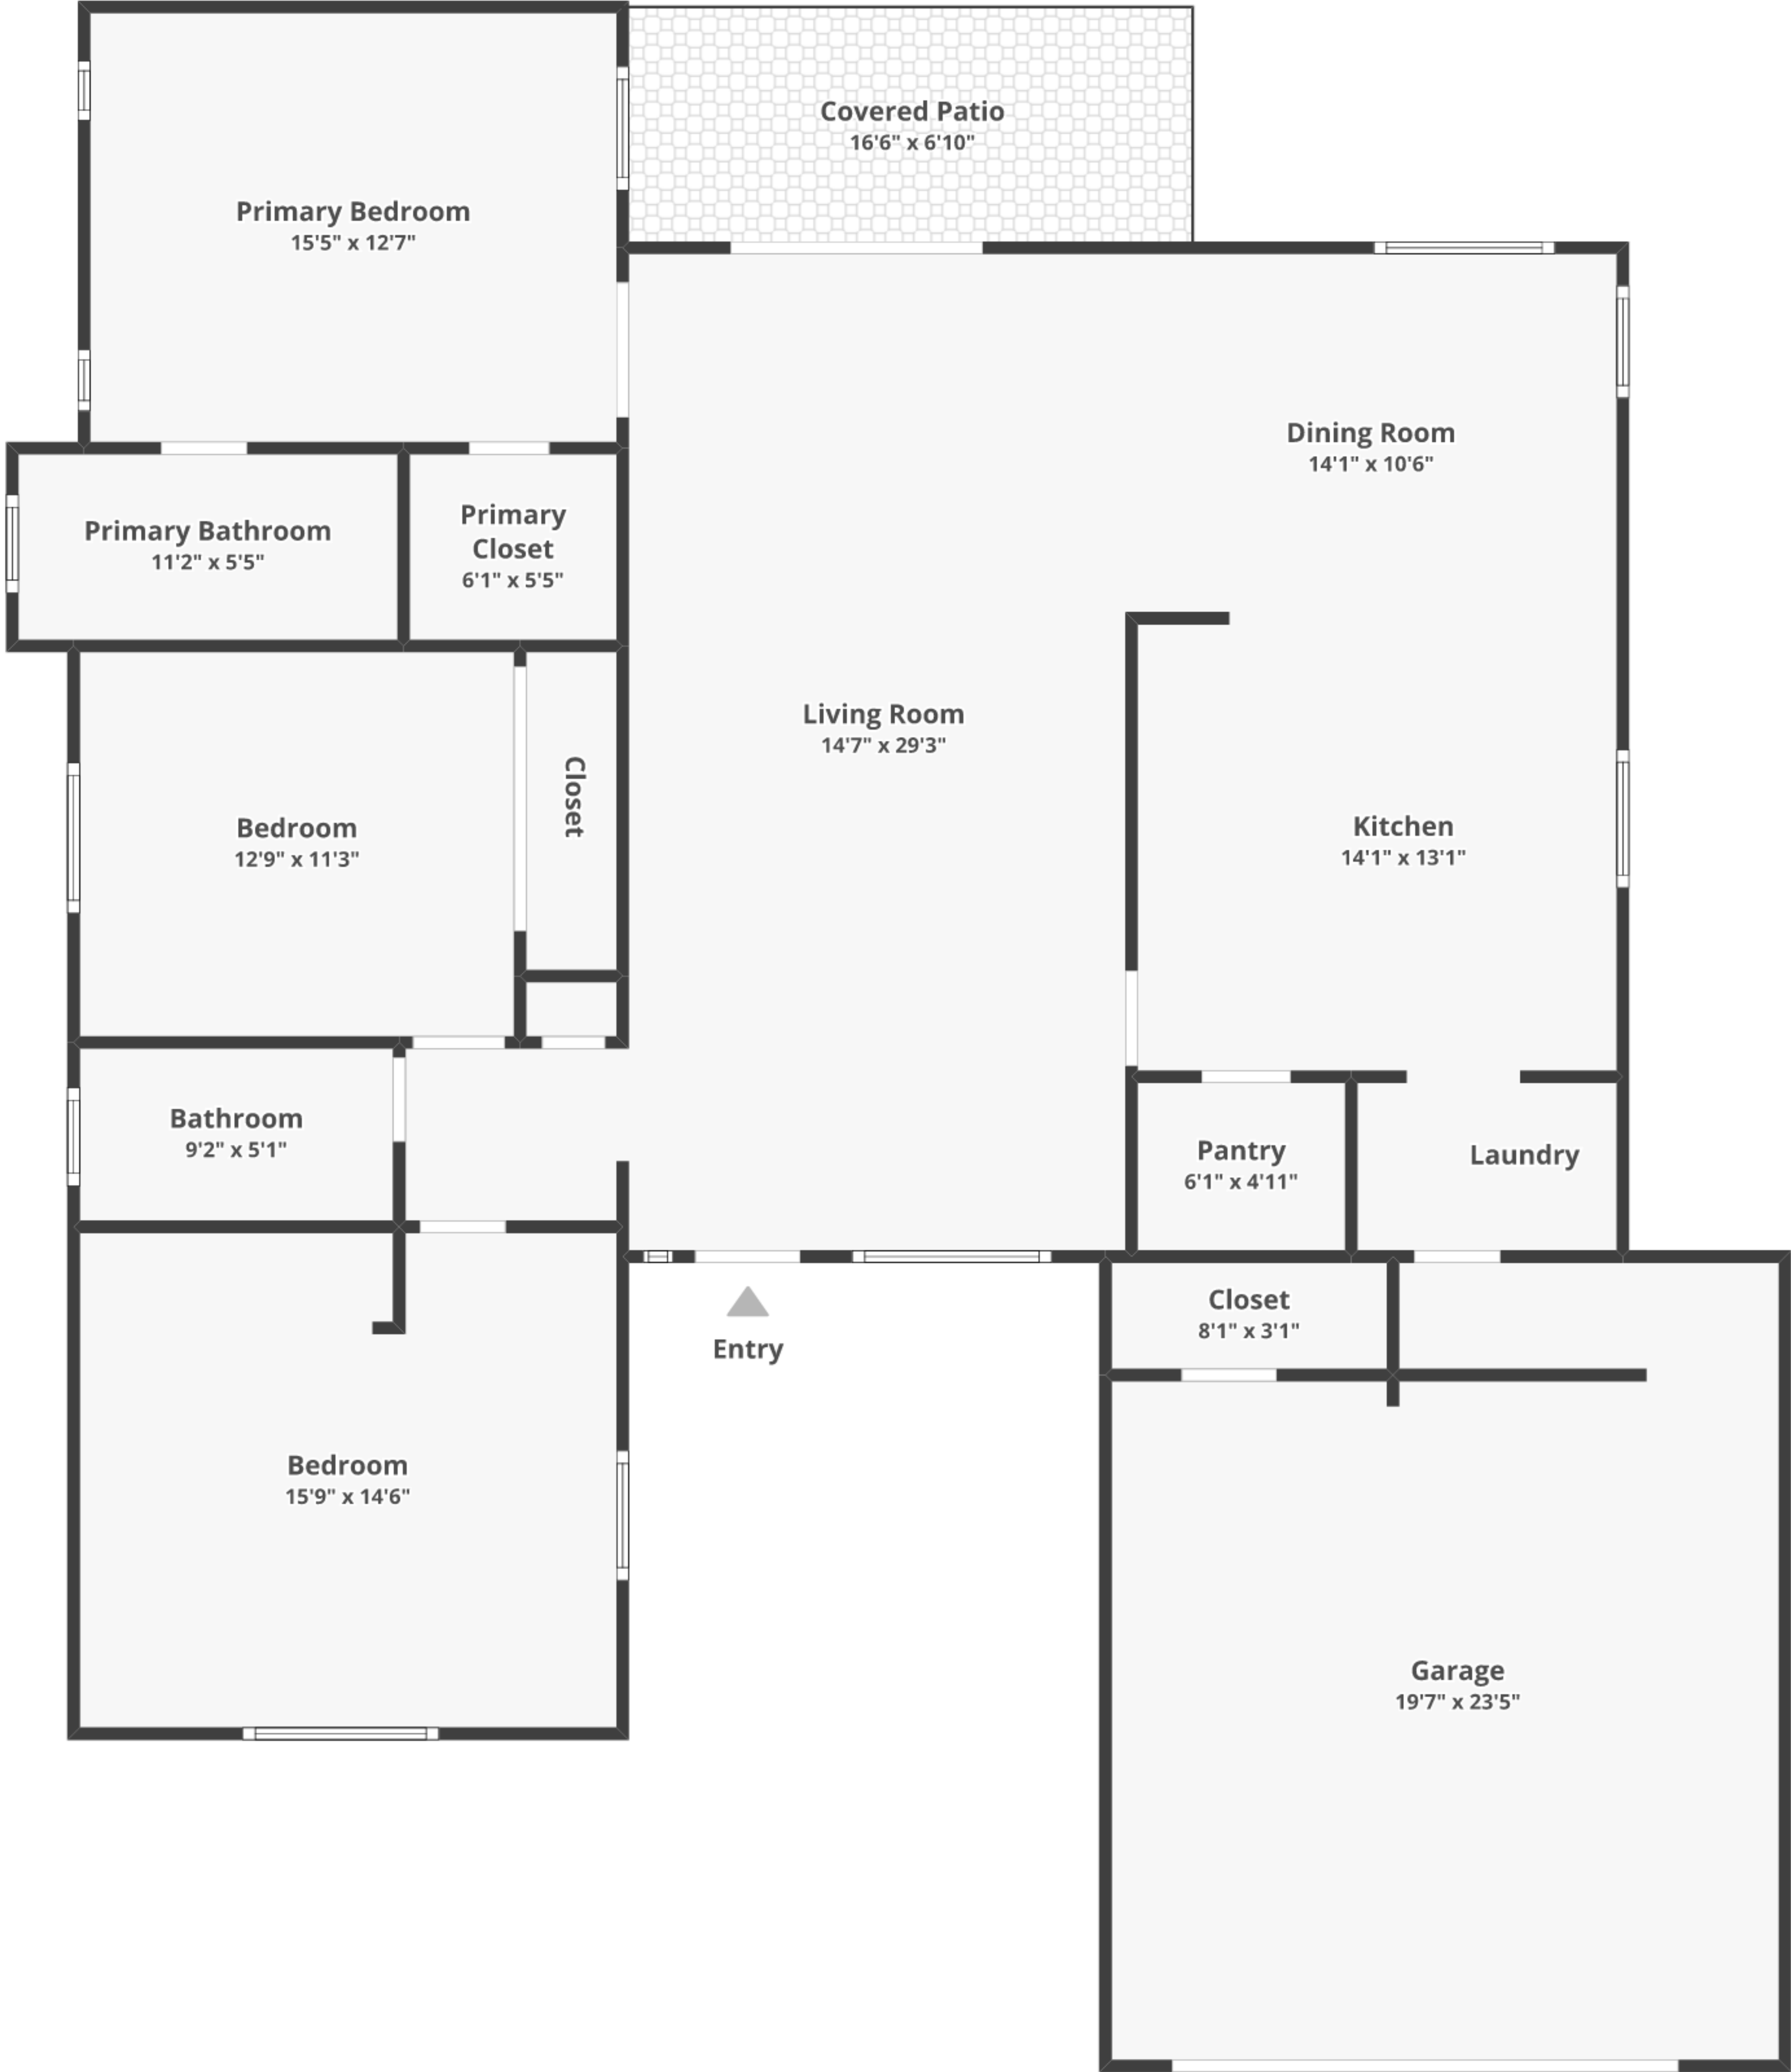 Covered Patio
16'6" x 6'10"
Primary Bedroom
15'5" x 12'7"
Dining Room
14'1" x 10'6"
Primary Bathroom
11'2" x 5'5"
Primary
Closet
6'1" x 5'5"
Living Room
14'7" x 29'3"
Closet
Bedroom
12'9" x 11'3"
Kitchen
14'1" x 13'1"
Bathroom
9'2" x 5'1"
Pantry
6'1" x 4'11"
Laundry
Entry
Closet
8'1" x 3'1"
Bedroom
15'9" x 14'6"
Garage
19'7" x 23'5"